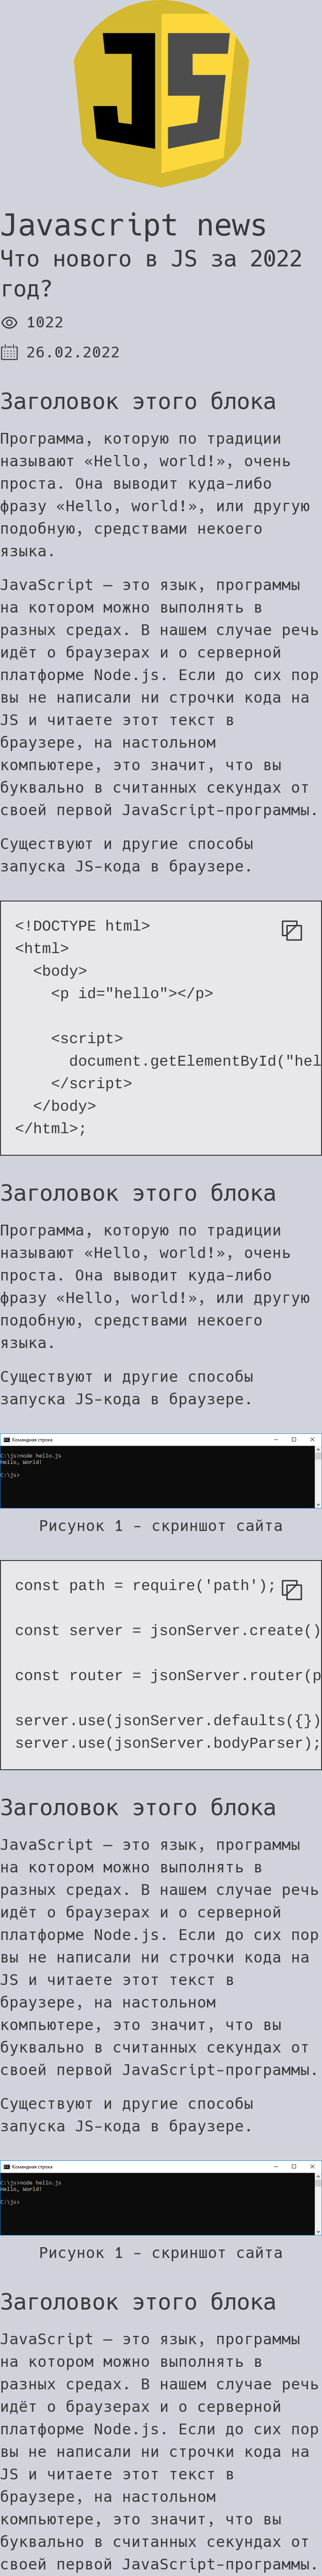 JS
Javascript news
Что нового в JS за 2022
год?
1022
26.02.2022
Заголовок этого блока
Программа, которую по традиции
называют «Hello, world!», очень
проста. Она выводит куда-либо
фразу «Hello, world!», или другую
подобную, средствами некоего
языка.
JavaScript — это язык, программы
на котором можно выполнять в
разных средах. В нашем случае речь
идёт о браузерах и о серверной
платформе Node.js. Если до сих пор
вы не написали ни строчки кода на
JS и читаете этот текст в
браузере, на настольном
компьютере, это значит, что вы
буквально в считанных секундах от
своей первой JavaScript-программы.
Существуют и другие способы
запуска JS-кода в браузере.
<!DOCTYPE html>
<html>
  <body>
    <p id="hello"></p>
    <script>
      document.getElementById("hel
    </script>
  </body>
</html>;
Заголовок этого блока
Программа, которую по традиции
называют «Hello, world!», очень
проста. Она выводит куда-либо
фразу «Hello, world!», или другую
подобную, средствами некоего
языка.
Существуют и другие способы
запуска JS-кода в браузере.
Командная строка
C:\js>node hello.js
Hello, World!
C:\js>
Рисунок 1 - скриншот сайта
const path = require('path');
const server = jsonServer.create()
const router = jsonServer.router(p
server.use(jsonServer.defaults({})
server.use(jsonServer.bodyParser);
Заголовок этого блока
JavaScript — это язык, программы
на котором можно выполнять в
разных средах. В нашем случае речь
идёт о браузерах и о серверной
платформе Node.js. Если до сих пор
вы не написали ни строчки кода на
JS и читаете этот текст в
браузере, на настольном
компьютере, это значит, что вы
буквально в считанных секундах от
своей первой JavaScript-программы.
Существуют и другие способы
запуска JS-кода в браузере.
Командная строка
C:\js>node hello.js
Hello, World!
C:\js>
Рисунок 1 - скриншот сайта
Заголовок этого блока
JavaScript — это язык, программы
на котором можно выполнять в
разных средах. В нашем случае речь
идёт о браузерах и о серверной
платформе Node.js. Если до сих пор
вы не написали ни строчки кода на
JS и читаете этот текст в
браузере, на настольном
компьютере, это значит, что вы
буквально в считанных секундах от
своей первой JavaScript-программы.